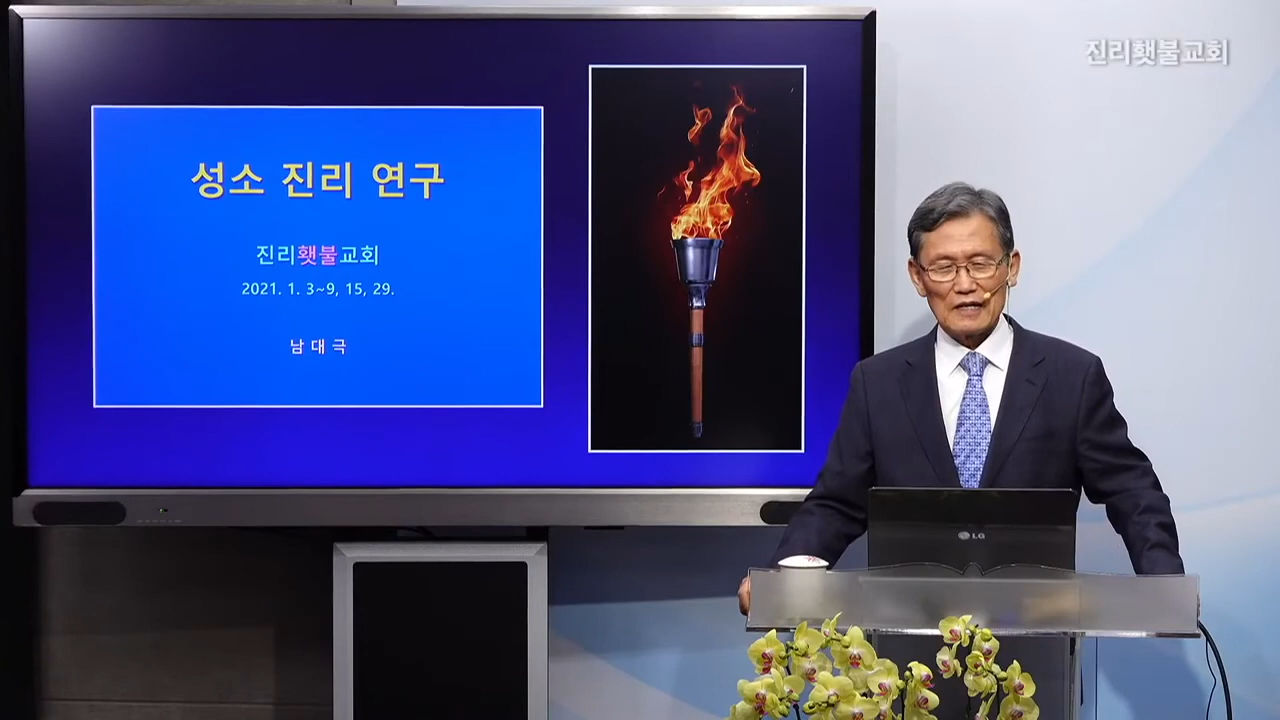 진리횃불교회
성소 진리 연구
진리횃불교회
2021. 1. 3~9, 15, 29.
남 대 극
LG